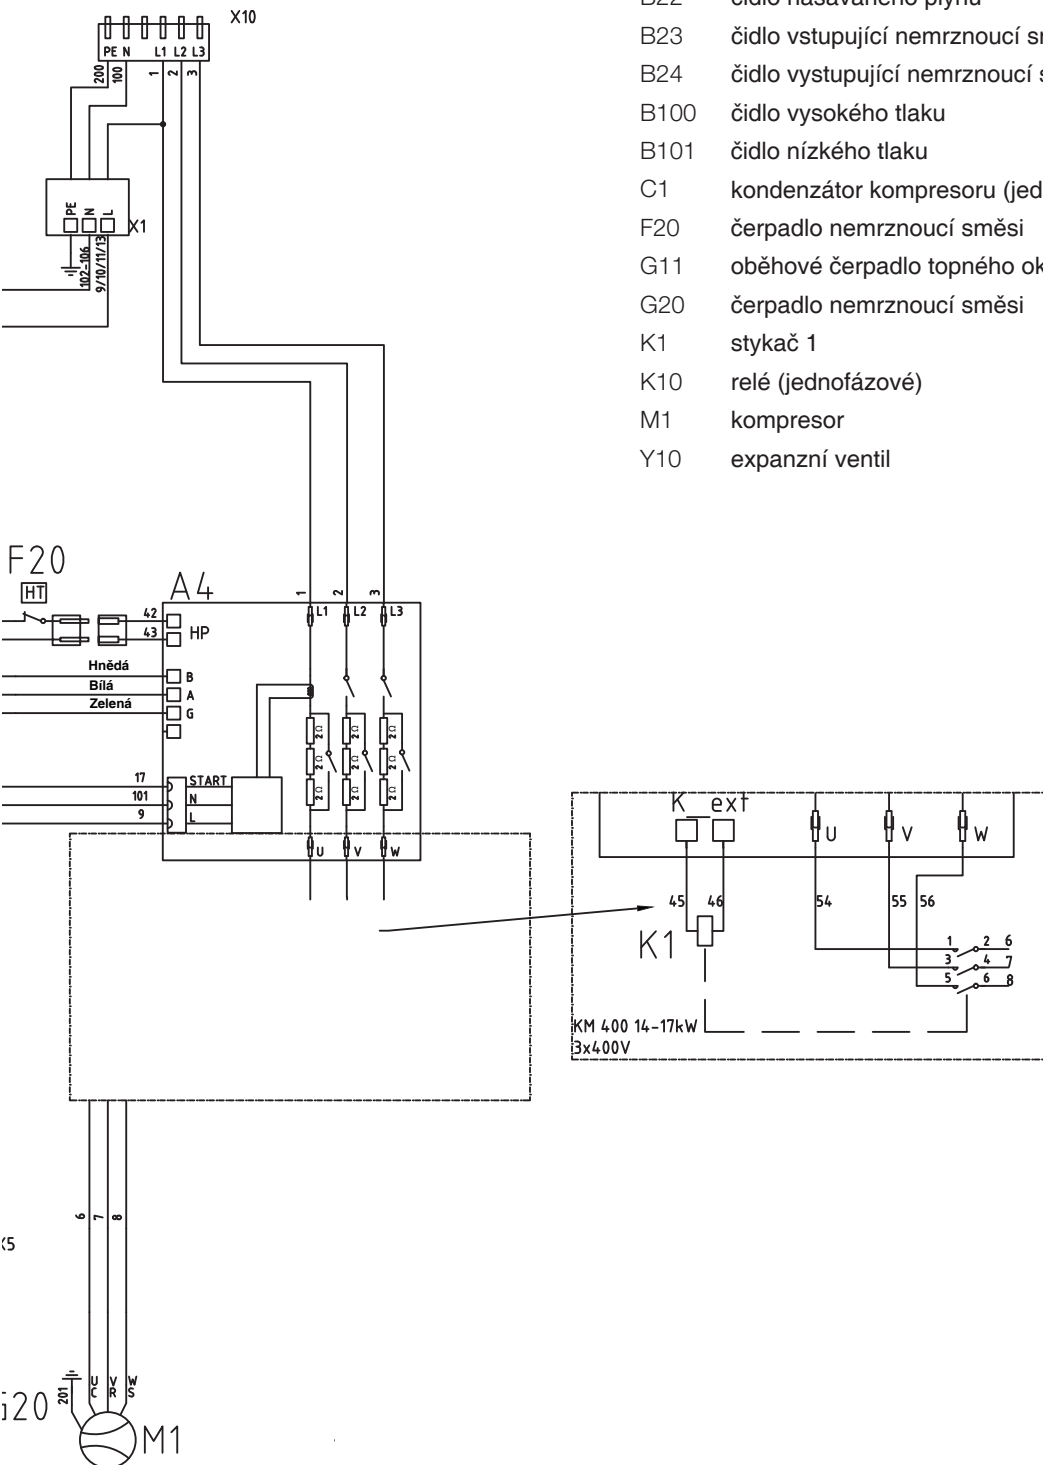 X10
PE N L1 L2 L3
200 100 1 2 3
PE N L
X1
102-106
9/10/11/13
B23 čidlo vstupující nemrznoucí
B24 čidlo vystupující nemrznoucí
B100 čidlo vysokého tlaku
B101 čidlo nízkého tlaku
C1 kondenzátor kompresoru (jed
F20 čerpadlo nemrznoucí směsi
G11 oběhové čerpadlo topného ok
G20 čerpadlo nemrznoucí směsi
K1 stykač 1
K10 relé (jednofázové)
M1 kompresor
Y10 expanzní ventil
F20
HT
A4
1 2 3
L1 L2 L3
42
43
HP
Hnědá B
Bílá A
Zelená G
2Ω 2Ω 2Ω
2Ω 2Ω 2Ω
2Ω 2Ω 2Ω
17 START
101 N
9 L
U V W
K_ext
U V W
45 46 54 55 56
K1
1 2 6
3 4 7
5 6 8
KM 400 14-17kW
3x400V
6 7 8
201
U V W
C R S
M1